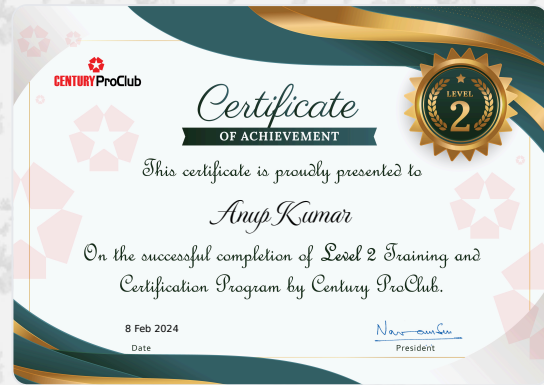 CENTURY ProClub
LEVEL
2
Certificate
OF ACHIEVEMENT
This certificate is proudly presented to
Anup Kumar
On the successful completion of Level 2 Training and
Certification Program by Century ProClub.
8 Feb 2024
Date
President